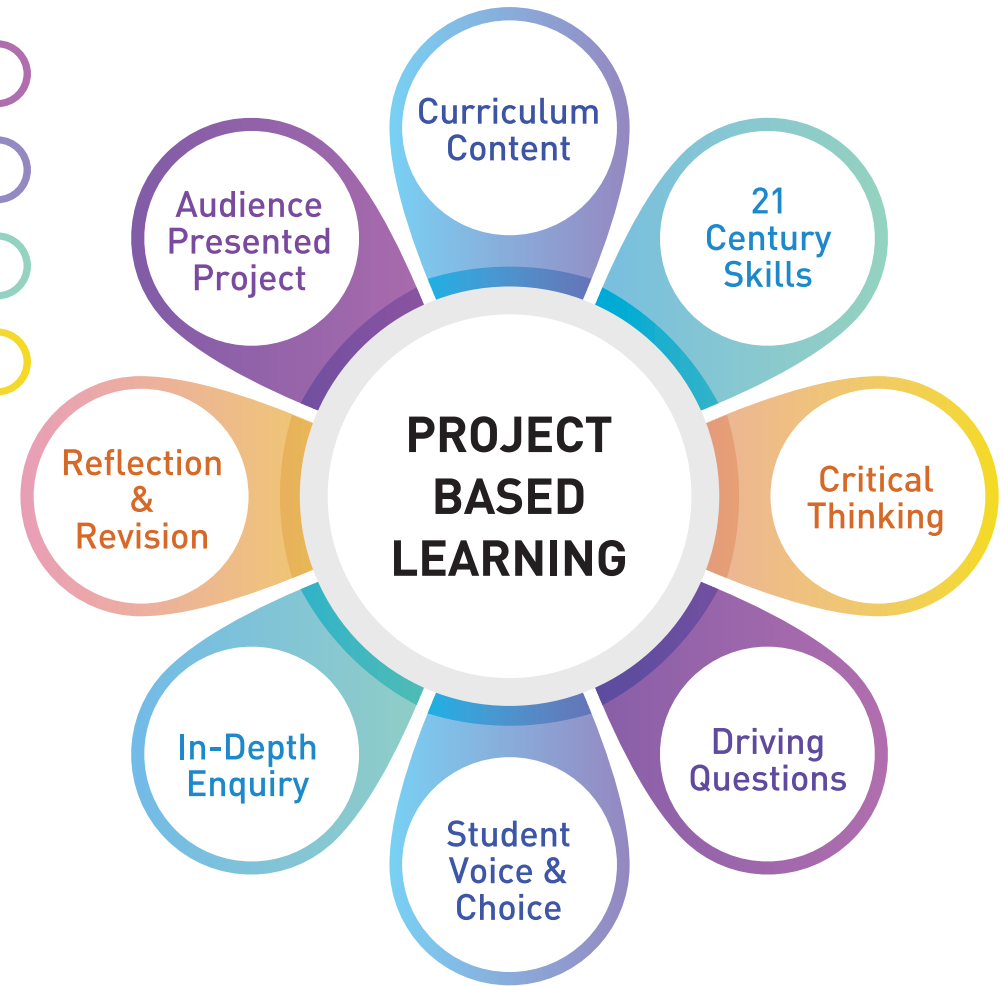 PROJECT
BASED
LEARNING
Curriculum
Content
21
Century
Skills
Critical
Thinking
Driving
Questions
Student
Voice &
Choice
In-Depth
Enquiry
Reflection
&
Revision
Audience
Presented
Project